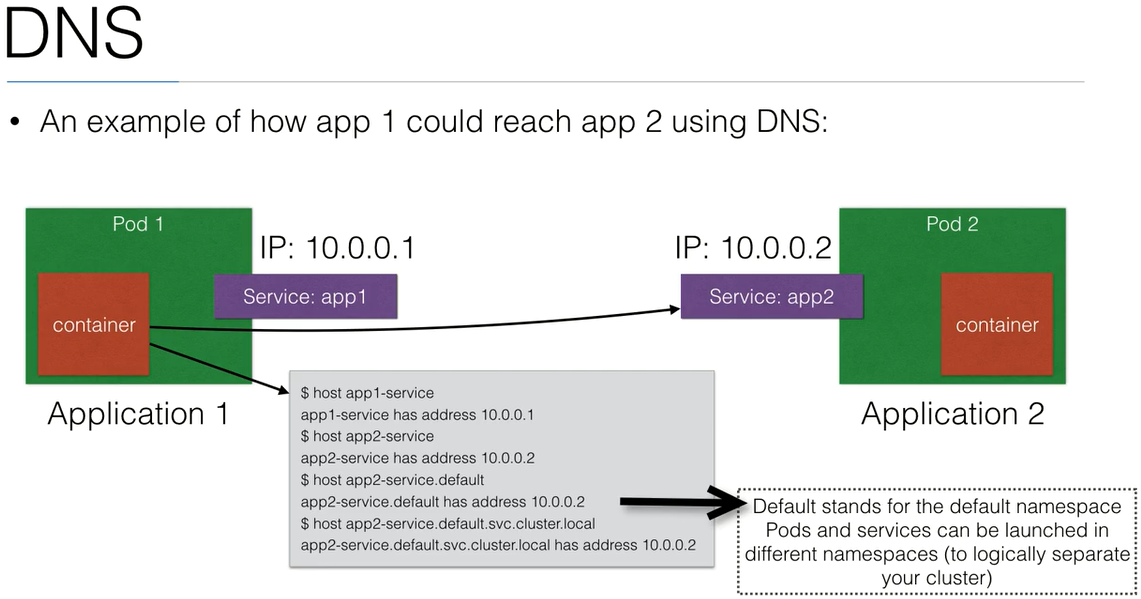 DNS
• An example of how app 1 could reach app 2 using DNS:
Pod 1
IP: 10.0.0.1
Service: app1
container
Application 1
IP: 10.0.0.2
Pod 2
Service: app2
container
Application 2
$ host app1-service
app1-service has address 10.0.0.1
$ host app2-service
app2-service has address 10.0.0.2
$ host app2-service.default
app2-service.default has address 10.0.0.2
$ host app2-service.default.svc.cluster.local
app2-service.default.svc.cluster.local has address 10.0.0.2
Default stands for the default namespace
Pods and services can be launched in
different namespaces (to logically separate
your cluster)